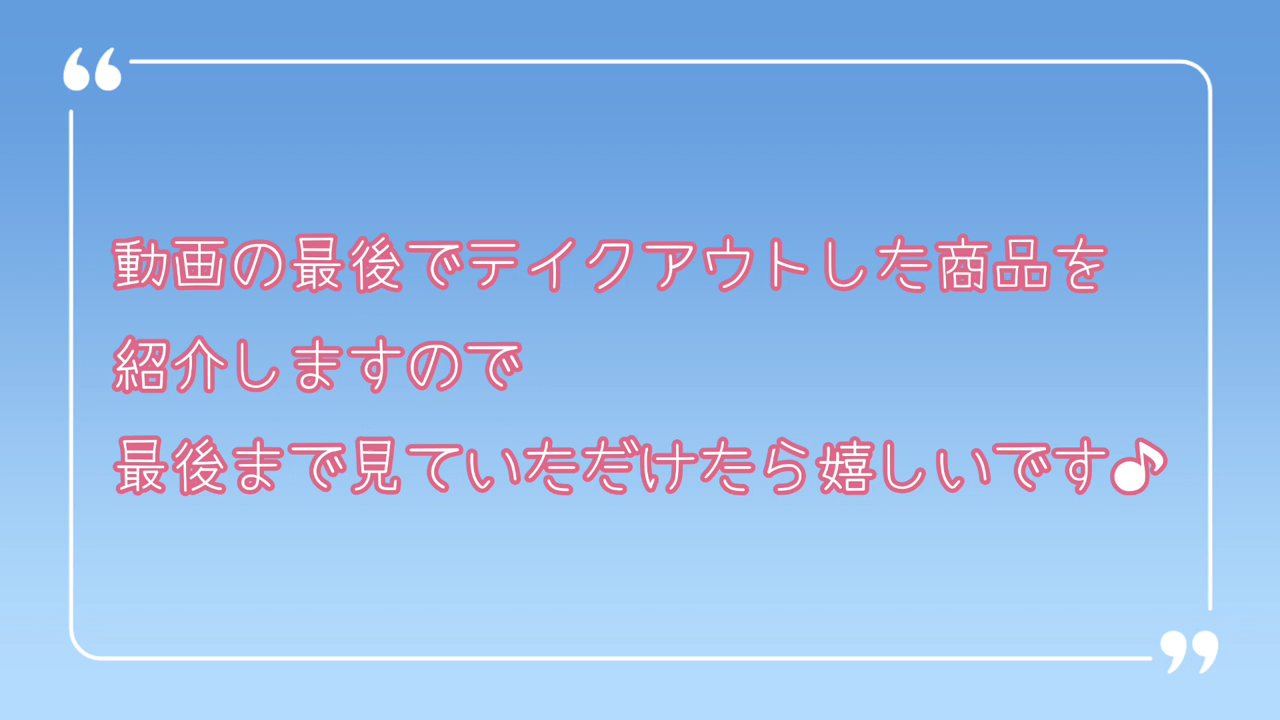 動画の最後でテイクアウトした商品を
紹介しますので
最後まで見ていただけたら嬉しいです♪